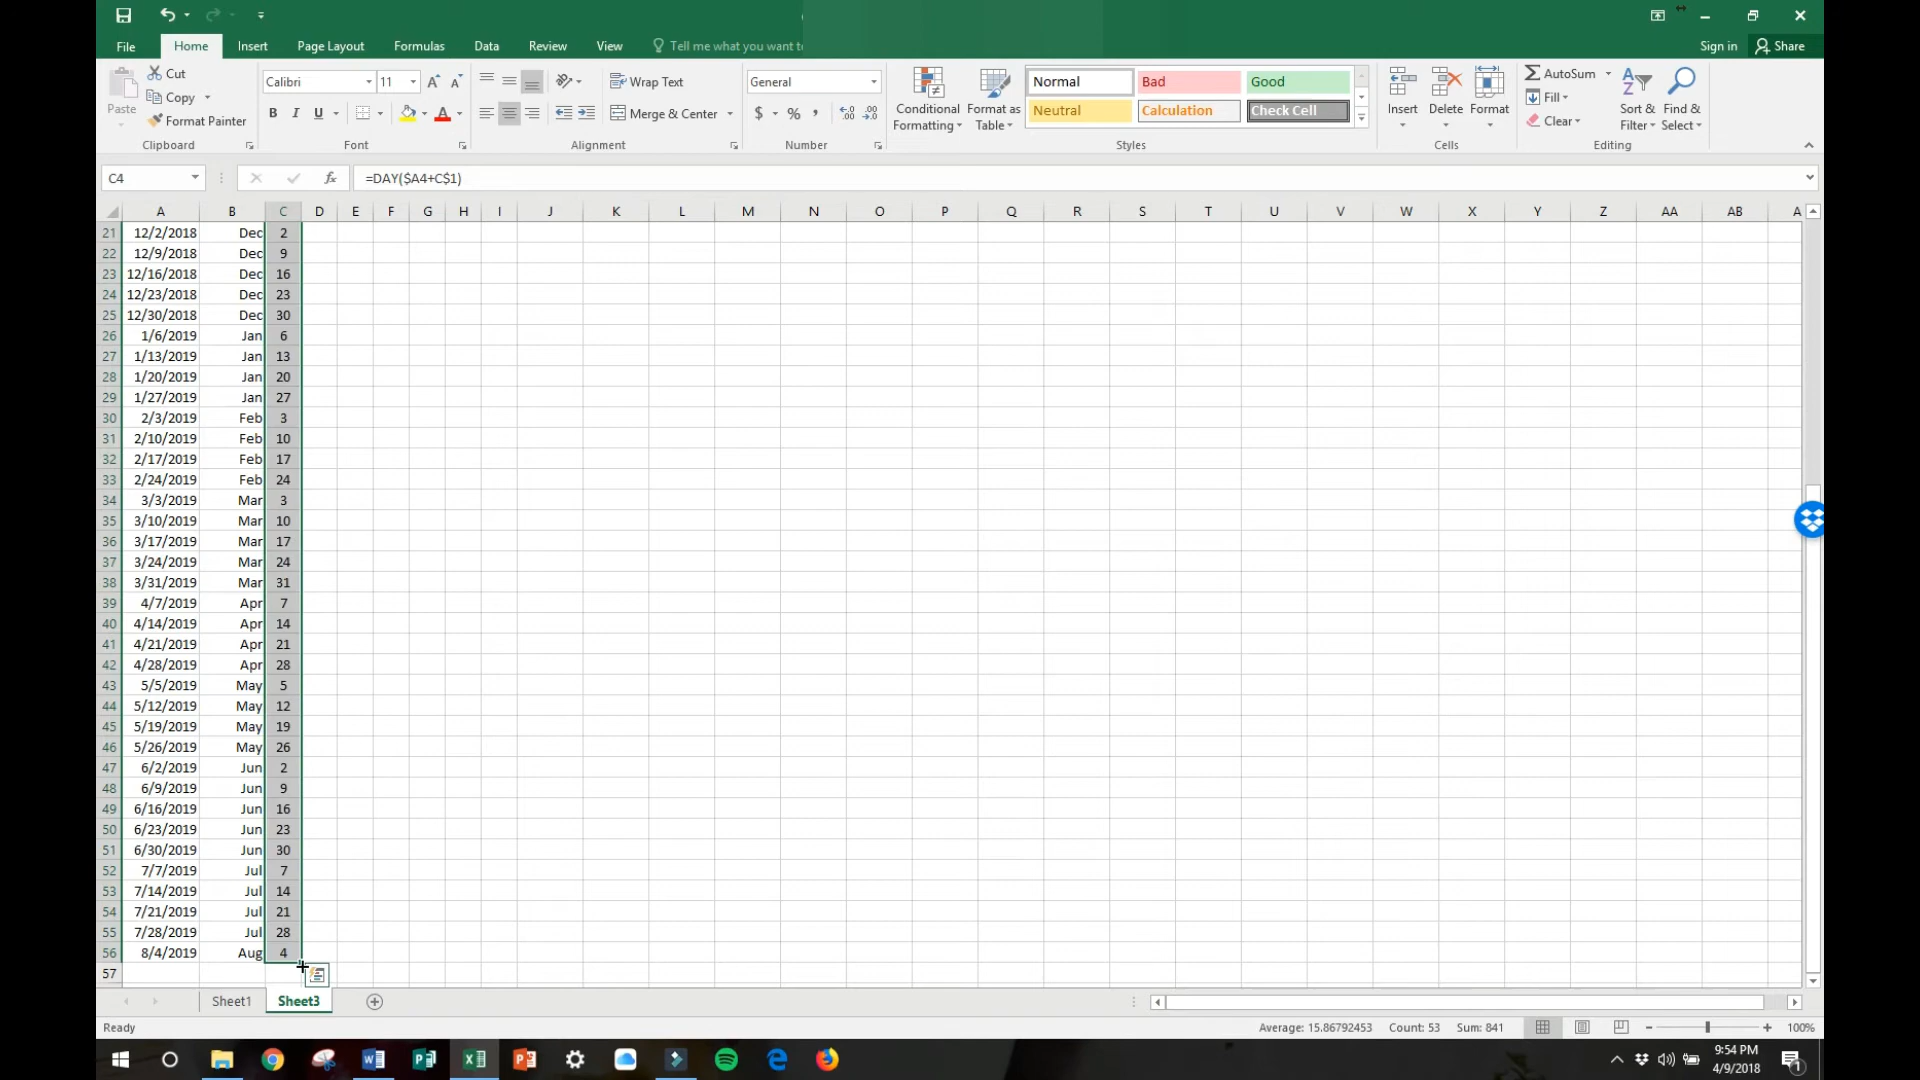 File Home Insert Page Layout Formulas Data Review View Tell me what you want to Sign in Share
Cut
Copy
Format Painter
Paste
Clipboard
Calibri 11
B I U
Font
Wrap Text
Merge & Center
Alignment
General
$ % ,
Number
Conditional Formatting
Format as Table
Normal Bad Good
Neutral Calculation Check Cell
Styles
Insert Delete Format
Cells
AutoSum
Fill
Clear
Sort & Filter
Find & Select
Editing
C4 fx =DAY($A4+C$1)
A B C D E F G H I J K L M N O P Q R S T U V W X Y Z AA AB A
21 12/2/2018 Dec 2
22 12/9/2018 Dec 9
23 12/16/2018 Dec 16
24 12/23/2018 Dec 23
25 12/30/2018 Dec 30
26 1/6/2019 Jan 6
27 1/13/2019 Jan 13
28 1/20/2019 Jan 20
29 1/27/2019 Jan 27
30 2/3/2019 Feb 3
31 2/10/2019 Feb 10
32 2/17/2019 Feb 17
33 2/24/2019 Feb 24
34 3/3/2019 Mar 3
35 3/10/2019 Mar 10
36 3/17/2019 Mar 17
37 3/24/2019 Mar 24
38 3/31/2019 Mar 31
39 4/7/2019 Apr 7
40 4/14/2019 Apr 14
41 4/21/2019 Apr 21
42 4/28/2019 Apr 28
43 5/5/2019 May 5
44 5/12/2019 May 12
45 5/19/2019 May 19
46 5/26/2019 May 26
47 6/2/2019 Jun 2
48 6/9/2019 Jun 9
49 6/16/2019 Jun 16
50 6/23/2019 Jun 23
51 6/30/2019 Jun 30
52 7/7/2019 Jul 7
53 7/14/2019 Jul 14
54 7/21/2019 Jul 21
55 7/28/2019 Jul 28
56 8/4/2019 Aug 4
57
Sheet1 Sheet3
Ready Average: 15.86792453 Count: 53 Sum: 841 100%
9:54 PM
4/9/2018